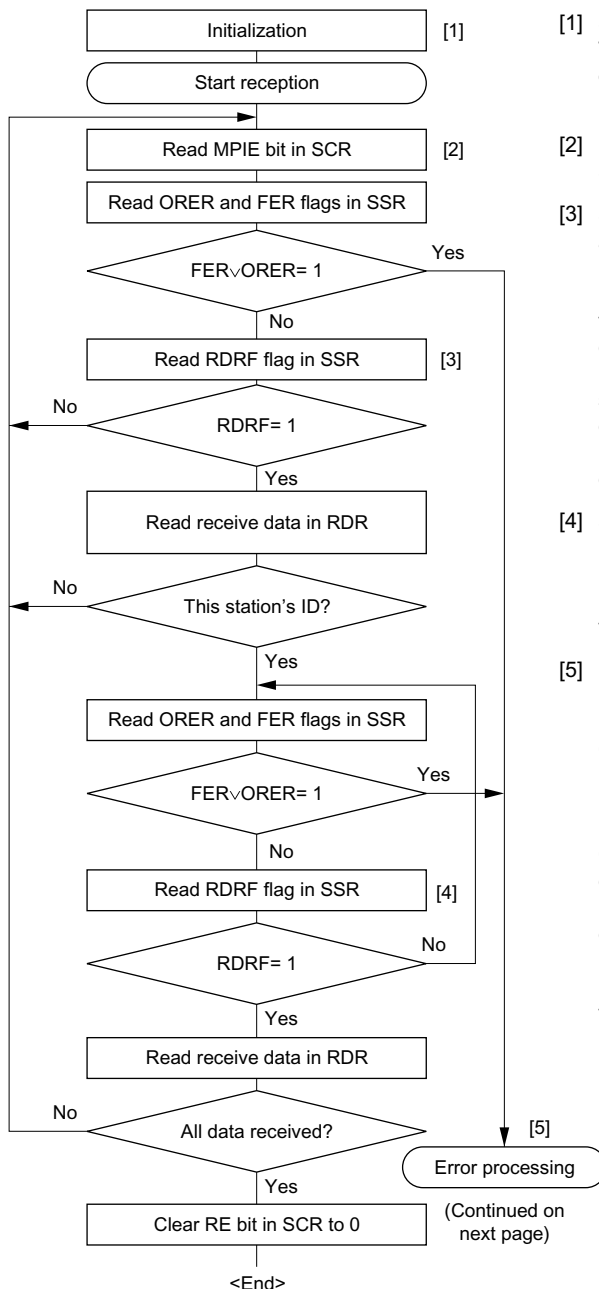 Initialization [1] [1]
Start reception
Read MPIE bit in SCR [2] [2]
Read ORER and FER flags in SSR [3]
FER∨ORER= 1 Yes
No
Read RDRF flag in SSR [3]
No RDRF= 1
Yes
Read receive data in RDR [4]
No This station's ID?
Yes [5]
Read ORER and FER flags in SSR
FER∨ORER= 1 Yes
No
Read RDRF flag in SSR [4]
RDRF= 1 No
Yes
Read receive data in RDR
No All data received? [5]
Error processing
Yes
Clear RE bit in SCR to 0 (Continued on
next page)
<End>